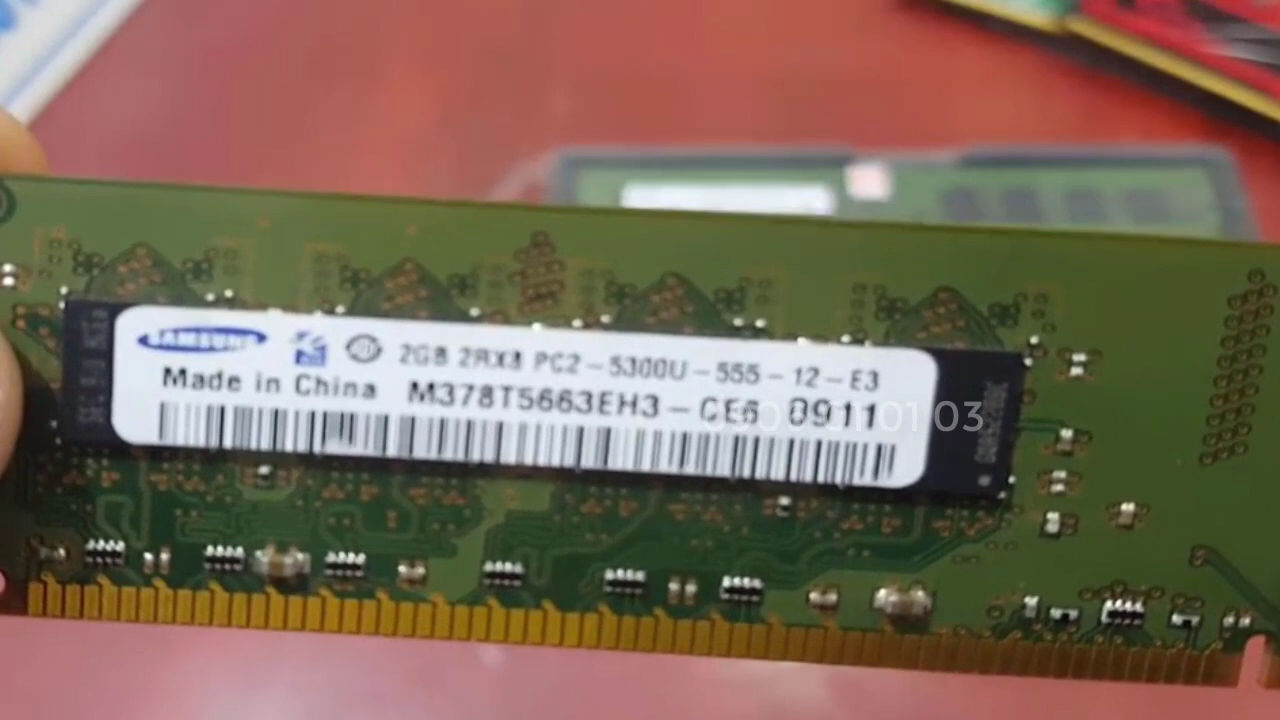 SAMSUNG
2GB 2RX8 PC2-5300U-555-12-E3
Made in China M378T5663EH3-CE6 0911